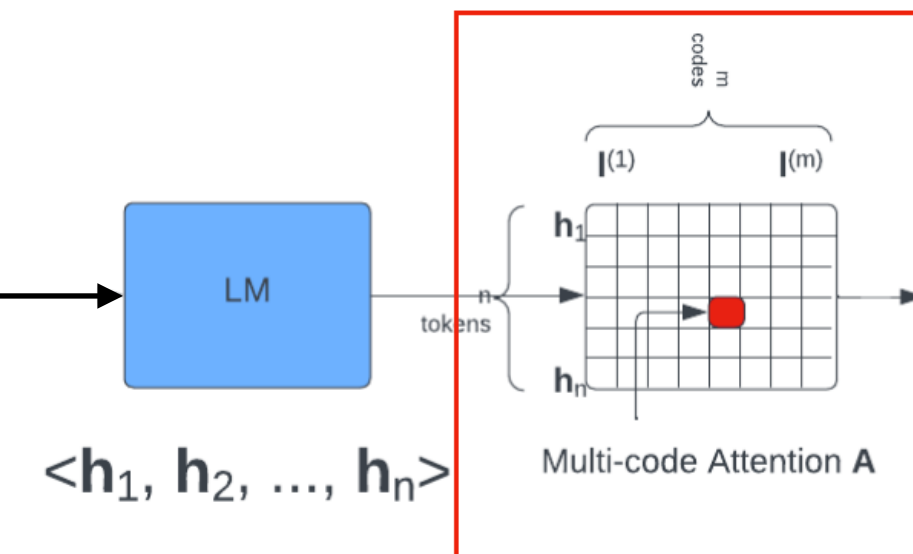 m
codes
l(1)
l(m)
h1
LM
n
tokens
hn
<h1, h2, ..., hn>
Multi-code Attention A